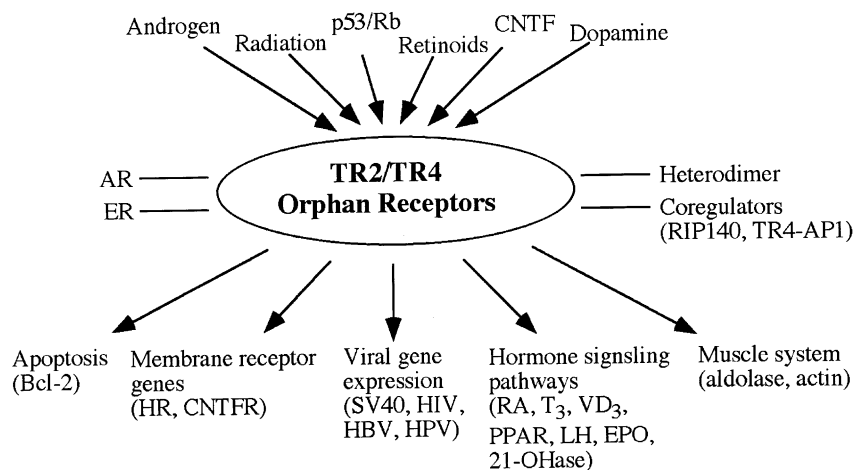 Androgen
Radiation
p53/Rb
Retinoids
CNTF
Dopamine
TR2/TR4
Orphan Receptors
AR
ER
Heterodimer
Coregulators
(RIP140, TR4-AP1)
Apoptosis
(Bcl-2)
Membrane receptor
genes
(HR, CNTFR)
Viral gene
expression
(SV40, HIV,
HBV, HPV)
Hormone signsling
pathways
(RA, T3, VD3,
PPAR, LH, EPO,
21-OHase)
Muscle system
(aldolase, actin)